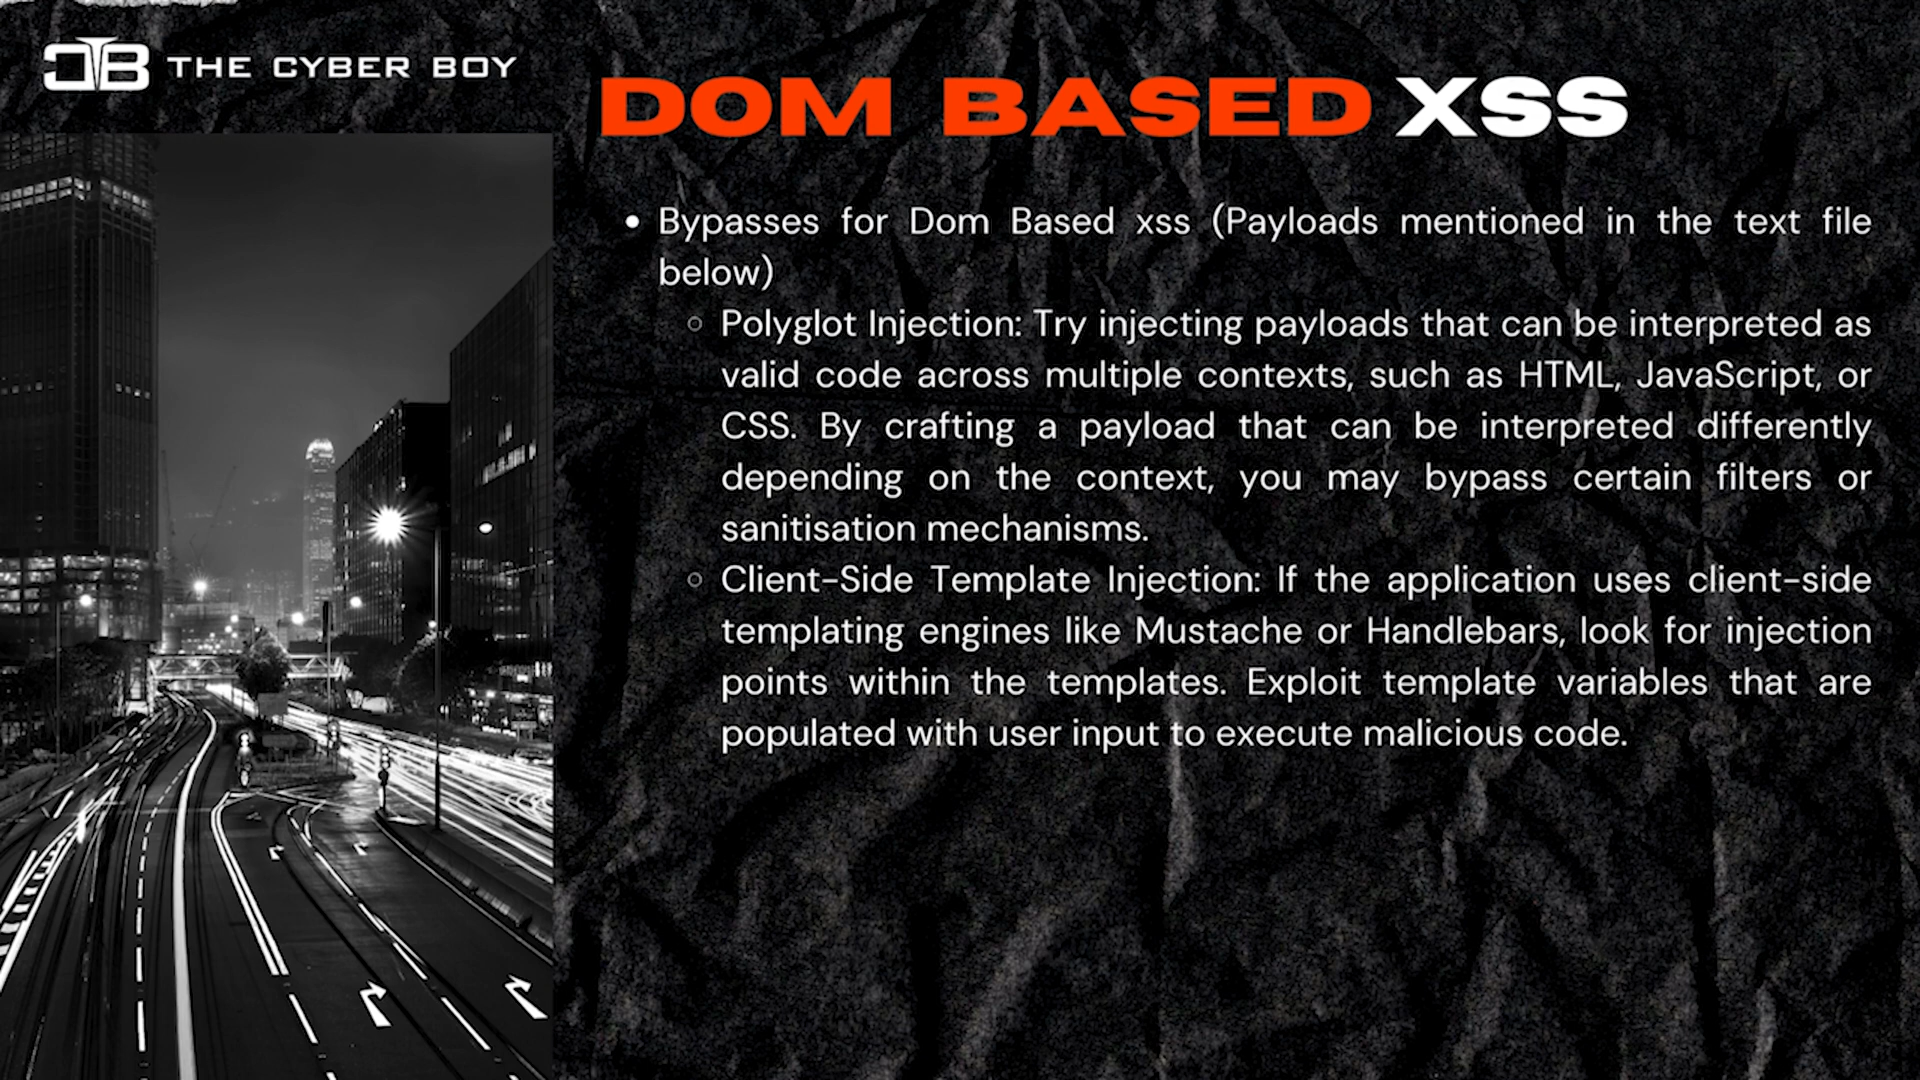 CTB THE CYBER BOY
DOM BASED XSS
• Bypasses for Dom Based xss (Payloads mentioned in the text file
below)
○ Polyglot Injection: Try injecting payloads that can be interpreted as
valid code across multiple contexts, such as HTML, JavaScript, or
CSS. By crafting a payload that can be interpreted differently
depending on the context, you may bypass certain filters or
sanitisation mechanisms.
○ Client-Side Template Injection: If the application uses client-side
templating engines like Mustache or Handlebars, look for injection
points within the templates. Exploit template variables that are
populated with user input to execute malicious code.